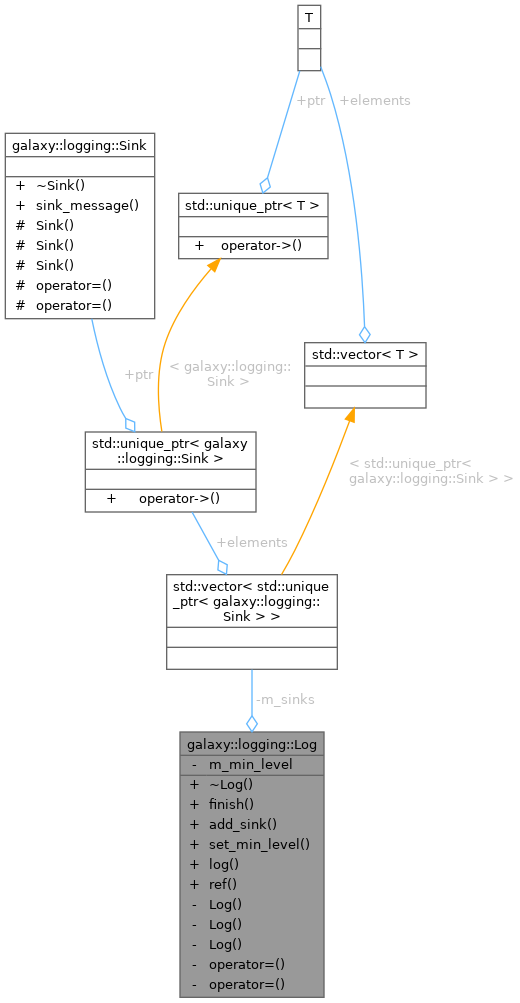 T
+ptr
+elements
galaxy::logging::Sink
+ ~Sink()
+ sink_message()
# Sink()
# Sink()
# Sink()
# operator=()
# operator=()
std::unique_ptr< T >
+ operator->()
std::vector< T >
+ptr
< galaxy::logging::
Sink >
std::unique_ptr< galaxy
::logging::Sink >
+ operator->()
< std::unique_ptr<
galaxy::logging::Sink > >
+elements
std::vector< std::unique
_ptr< galaxy::logging::
Sink > >
-m_sinks
galaxy::logging::Log
- m_min_level
+ ~Log()
+ finish()
+ add_sink()
+ set_min_level()
+ log()
+ ref()
- Log()
- Log()
- Log()
- operator=()
- operator=()